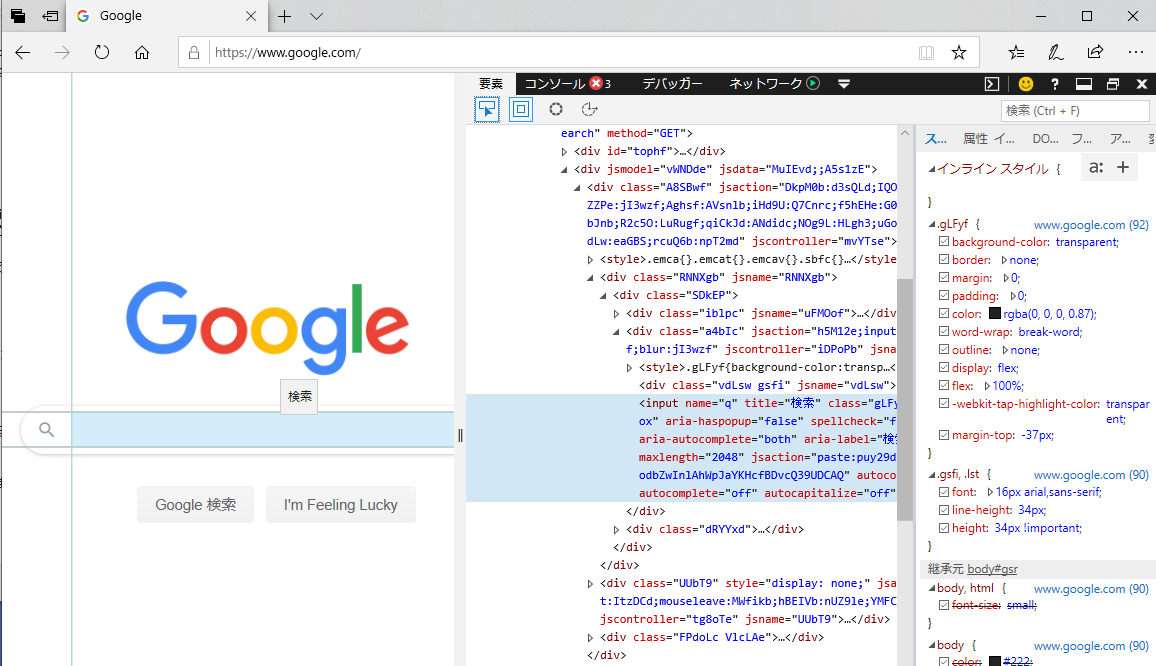 Google
https://www.google.com/
要素 コンソール 3 デバッガー ネットワーク ?
検索 (Ctrl + F)
Google
検索
Google 検索 I'm Feeling Lucky
earch" method="GET">
<div id="tophf">…</div>
<div jsmodel="vWNDde" jsdata="MuIEvd;;A5s1zE">
<div class="A8SBwf" jsaction="DkpM0b:d3sQLd;IQO
ZZPe:jI3wzf;Aghsf:AVsnlb;iHd9U:Q7Cnrc;f5hEHe:G0
bJnb;R2c5O:LuRugf;qiCkJd:ANdidc;NOg9L:HLgh3;uGo
dLw:eaGBS;rcuQ6b:npT2md" jscontroller="mvYTse">
<style>.emca{}.emcat{}.emcav{}.sbfc{}…</style
<div class="RNNXgb" jsname="RNNXgb">
<div class="SDkEP">
<div class="iblpc" jsname="uFMOof">…</div>
<div class="a4bIc" jsaction="h5M12e;input
f;blur:jI3wzf" jscontroller="iDPoPb" jsna
<style>.gLFyf{background-color:transp…<
<div class="vdLsw gsfi" jsname="vdLsw">
<input name="q" title="検索" class="gLFy
ox" aria-haspopup="false" spellcheck="f
aria-autocomplete="both" aria-label="検索
maxlength="2048" jsaction="paste:puy29d
odbZwInlAhWpJaYKHcfBDvcQ39UDCAQ" autoco
autocomplete="off" autocapitalize="off"
</div>
<div class="dRYYxd">…</div>
</div>
</div>
<div class="UUbT9" style="display: none;" jsa
t:ItzDCd;mouseleave:MWfikb;hBEIVb:nUZ9le;YMFC
jscontroller="tg8oTe" jsname="UUbT9">…</div>
<div class="FPdoLc VlcLAe">…</div>
</div>
ス... 属性 イ... DO... フ... ア...
インライン スタイル { a: +
}
.gLFyf { www.google.com (92)
background-color: transparent;
border: none;
margin: 0;
padding: 0;
color: rgba(0, 0, 0, 0.87);
word-wrap: break-word;
outline: none;
display: flex;
flex: 100%;
-webkit-tap-highlight-color: transpar
ent;
margin-top: -37px;
}
.gsfi, .lst { www.google.com (90)
font: 16px arial,sans-serif;
line-height: 34px;
height: 34px !important;
}
継承元 body#gsr
body, html { www.google.com (90)
font-size: small;
}
body { www.google.com (90)
color: #222;